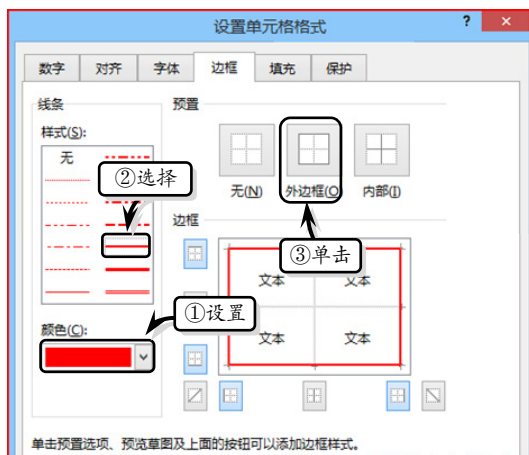 设置单元格格式
? ×
数字 对齐 字体 边框 填充 保护
线条
样式(S):
无
②选择
预置
无(N) 外边框(O) 内部(I)
边框
③单击
文本 文本
文本 文本
①设置
颜色(C):
单击预置选项、预览草图及上面的按钮可以添加边框样式。